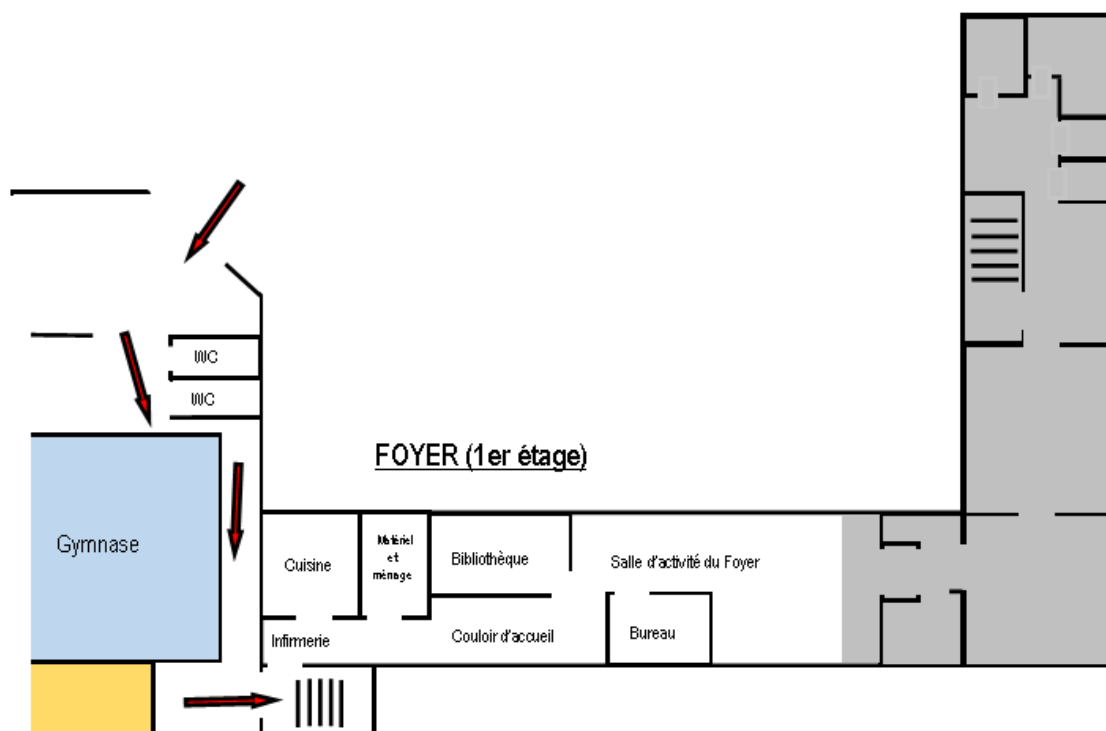 WC
WC
FOYER (1er étage)
Gymnase
Cuisine
Matériel
et
ménage
Bibliothèque
Salle d'activité du Foyer
Infirmerie
Couloir d'accueil
Bureau